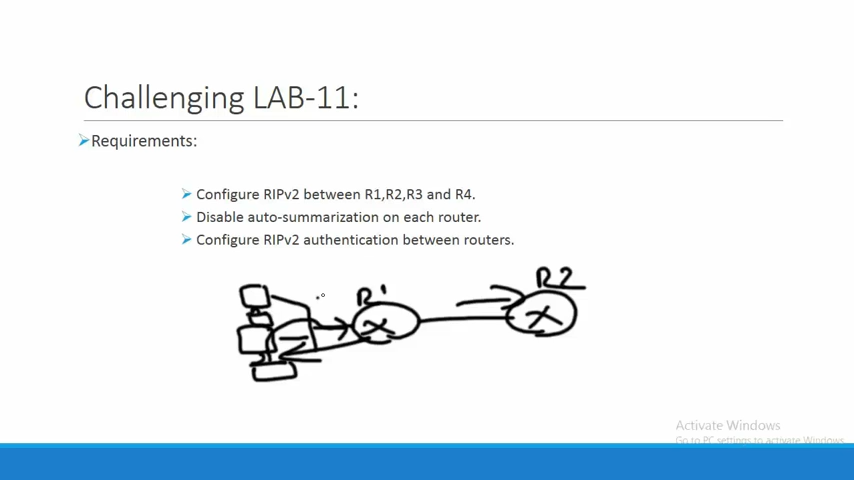 Challenging LAB-11:
Requirements:
Configure RIPv2 between R1,R2,R3 and R4.
Disable auto-summarization on each router.
Configure RIPv2 authentication between routers.
R1
R2
Activate Windows
Go to PC settings to activate Windows.